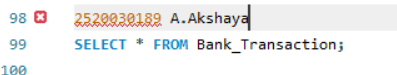 98 2520030189 A.Akshaya
99 SELECT * FROM Bank_Transaction;
100